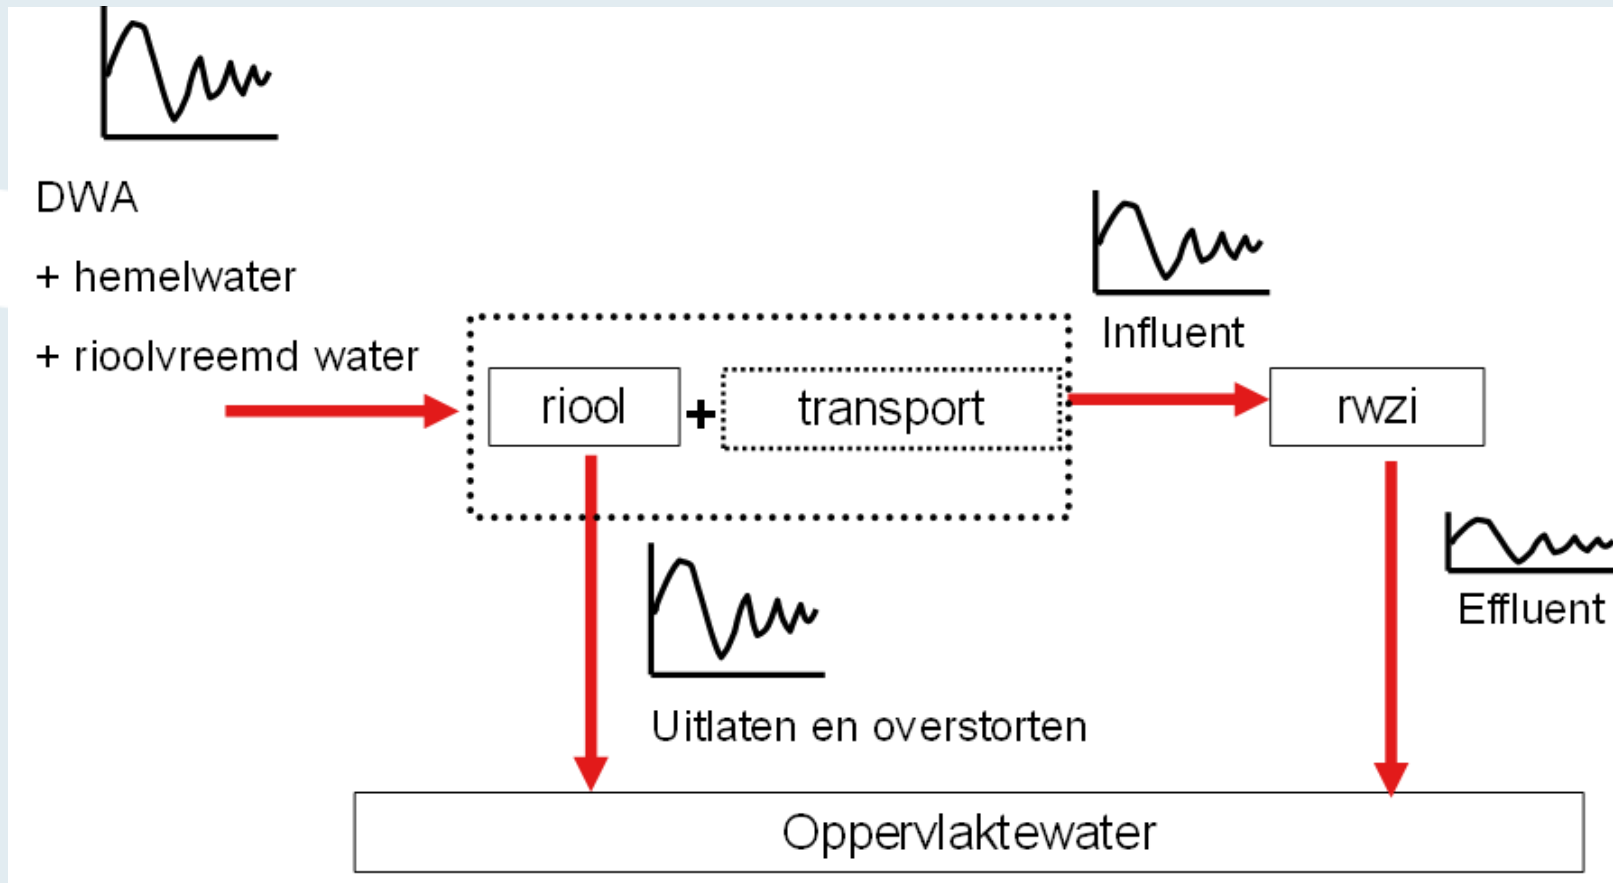 DWA
+ hemelwater
+ rioolvreemd water
Influent
riool
+
transport
rwzi
Effluent
Uitlaten en overstorten
Oppervlaktewater